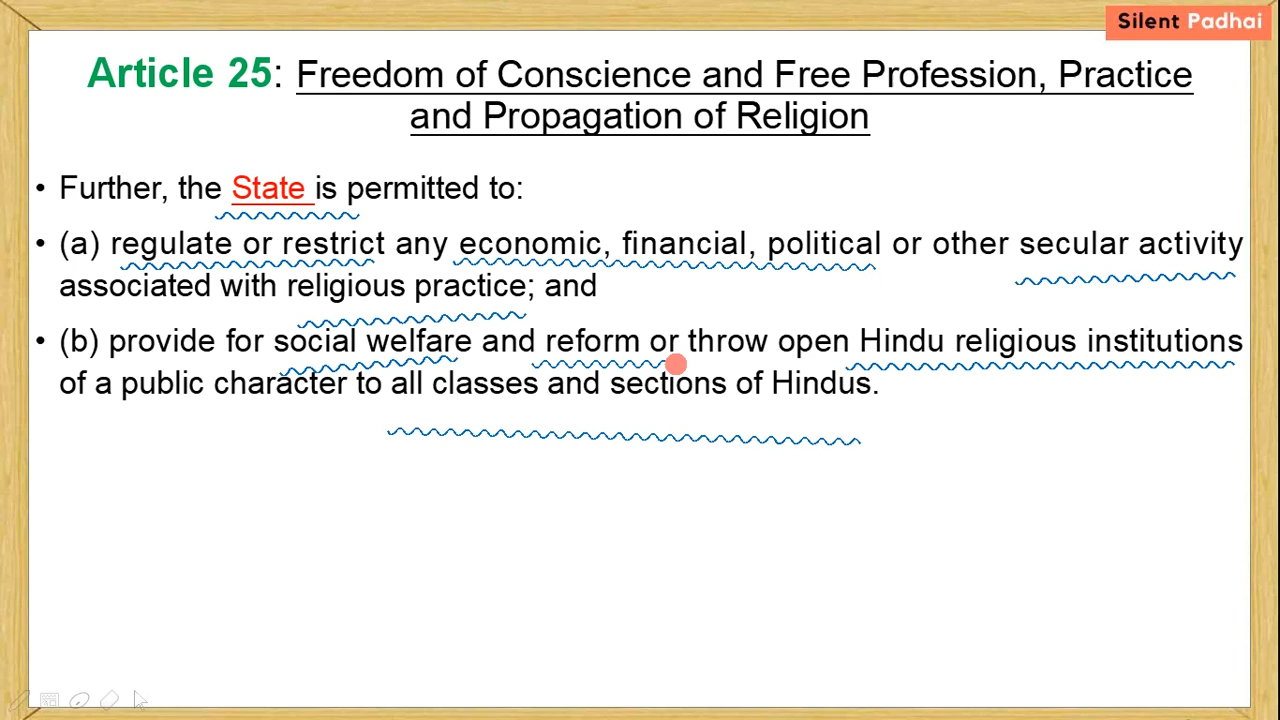 Silent Padhai
Article 25: Freedom of Conscience and Free Profession, Practice
and Propagation of Religion
• Further, the State is permitted to:
• (a) regulate or restrict any economic, financial, political or other secular activity
associated with religious practice; and
• (b) provide for social welfare and reform or throw open Hindu religious institutions
of a public character to all classes and sections of Hindus.